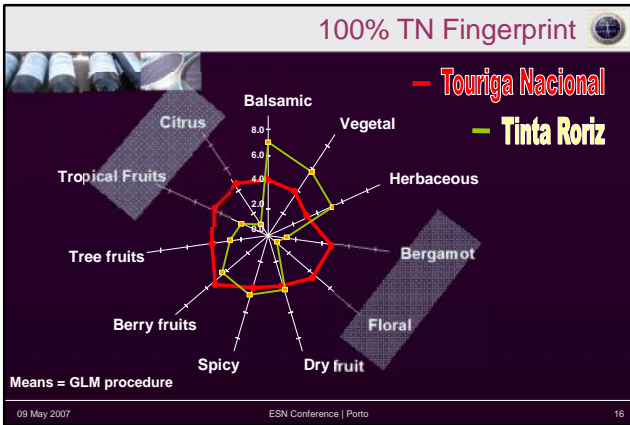 100% TN Fingerprint
Touriga Nacional
Tinta Roriz
Balsamic
Citrus
Vegetal
8.0
6.0
4.0
2.0
0.0
Tropical Fruits
Herbaceous
Tree fruits
Bergamot
Berry fruits
Floral
Spicy
Dry fruit
Means = GLM procedure
09 May 2007
ESN Conference | Porto
16